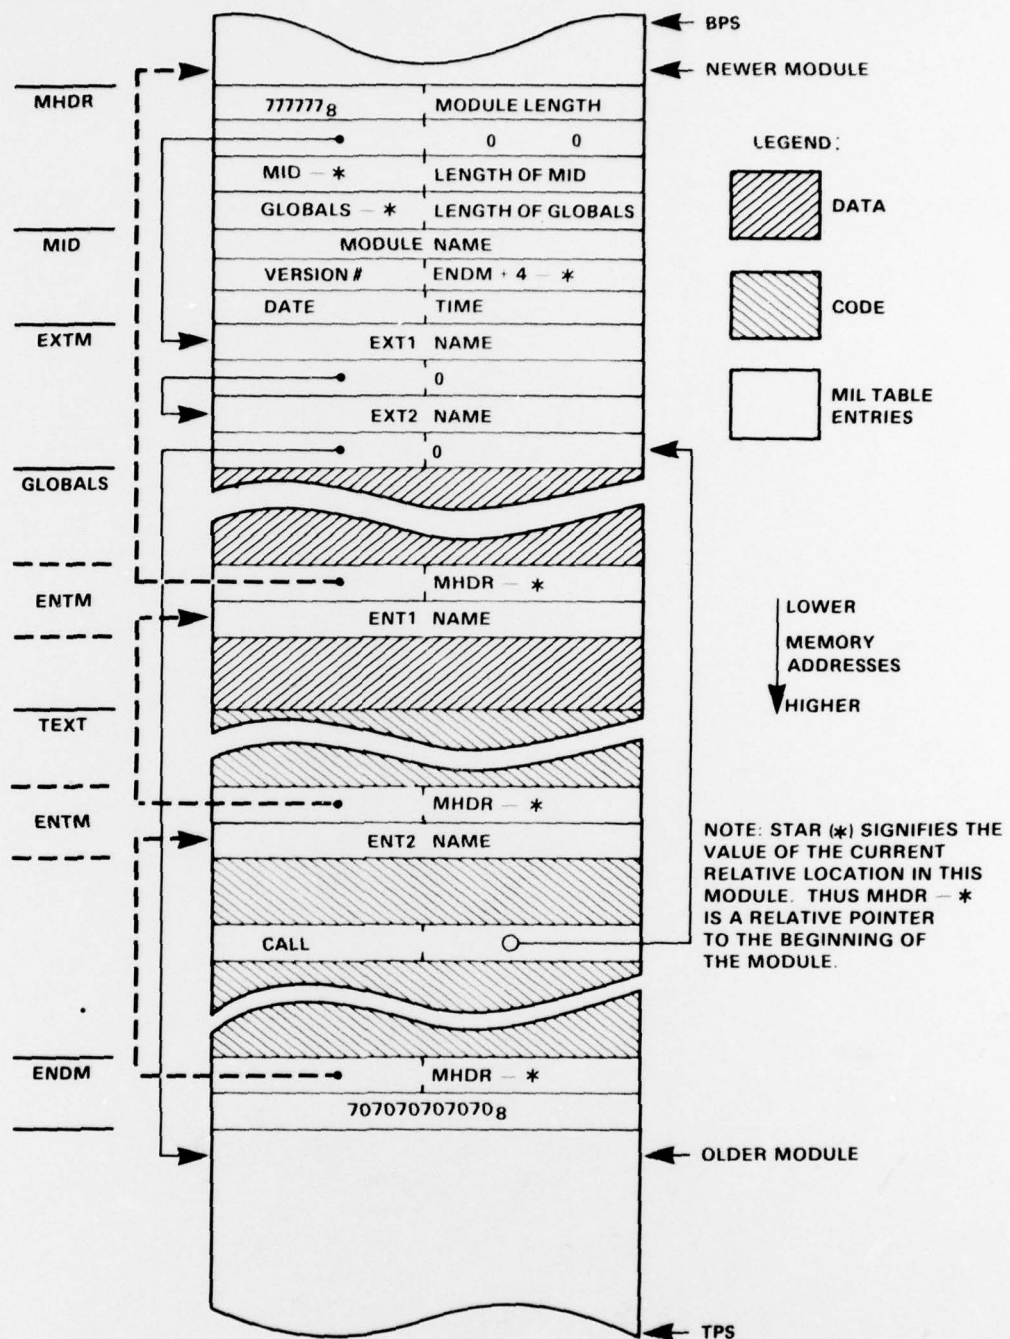 BPS
NEWER MODULE
MHDR
777777₈ MODULE LENGTH
0 0
MID — * LENGTH OF MID
GLOBALS — * LENGTH OF GLOBALS
MID
MODULE NAME
VERSION # ENDM + 4 — *
DATE TIME
EXTM
EXT1 NAME
0
EXT2 NAME
0
GLOBALS
MHDR — *
ENTM
ENT1 NAME
TEXT
MHDR — *
ENTM
ENT2 NAME
CALL
ENDM
MHDR — *
707070707070₈
OLDER MODULE
TPS
LEGEND:
DATA
CODE
MIL TABLE
ENTRIES
LOWER
MEMORY
ADDRESSES
HIGHER
NOTE: STAR (*) SIGNIFIES THE
VALUE OF THE CURRENT
RELATIVE LOCATION IN THIS
MODULE. THUS MHDR — *
IS A RELATIVE POINTER
TO THE BEGINNING OF
THE MODULE.